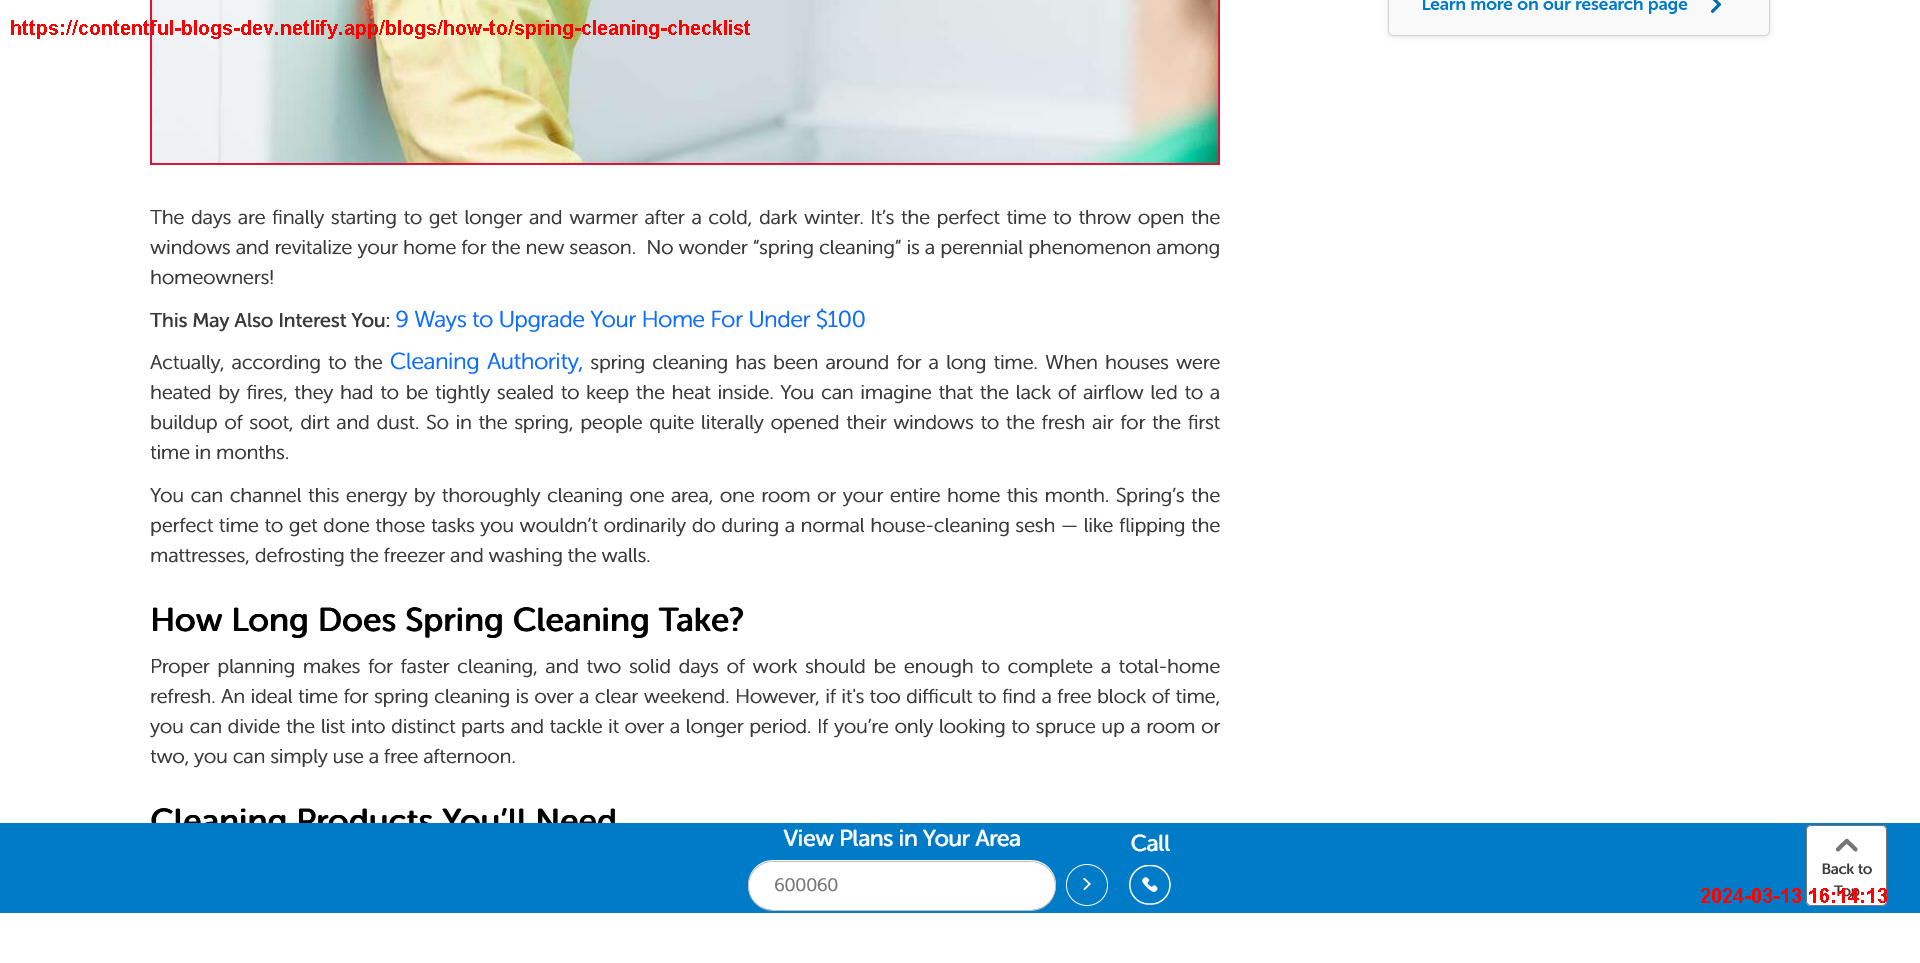 Learn more on our research page
https://contentful-blogs-dev.netlify.app/blogs/how-to/spring-cleaning-checklist
The days are finally starting to get longer and warmer after a cold, dark winter. It’s the perfect time to throw open the
windows and revitalize your home for the new season.  No wonder “spring cleaning” is a perennial phenomenon among
homeowners!
This May Also Interest You: 9 Ways to Upgrade Your Home For Under $100
Actually, according to the Cleaning Authority, spring cleaning has been around for a long time. When houses were
heated by fires, they had to be tightly sealed to keep the heat inside. You can imagine that the lack of airflow led to a
buildup of soot, dirt and dust. So in the spring, people quite literally opened their windows to the fresh air for the first
time in months.
You can channel this energy by thoroughly cleaning one area, one room or your entire home this month. Spring’s the
perfect time to get done those tasks you wouldn’t ordinarily do during a normal house-cleaning sesh — like flipping the
mattresses, defrosting the freezer and washing the walls.
How Long Does Spring Cleaning Take?
Proper planning makes for faster cleaning, and two solid days of work should be enough to complete a total-home
refresh. An ideal time for spring cleaning is over a clear weekend. However, if it's too difficult to find a free block of time,
you can divide the list into distinct parts and tackle it over a longer period. If you’re only looking to spruce up a room or
two, you can simply use a free afternoon.
Cleaning Products You’ll Need
View Plans in Your Area
Call
600060
Back to
Top
2024-03-13 16:14:13